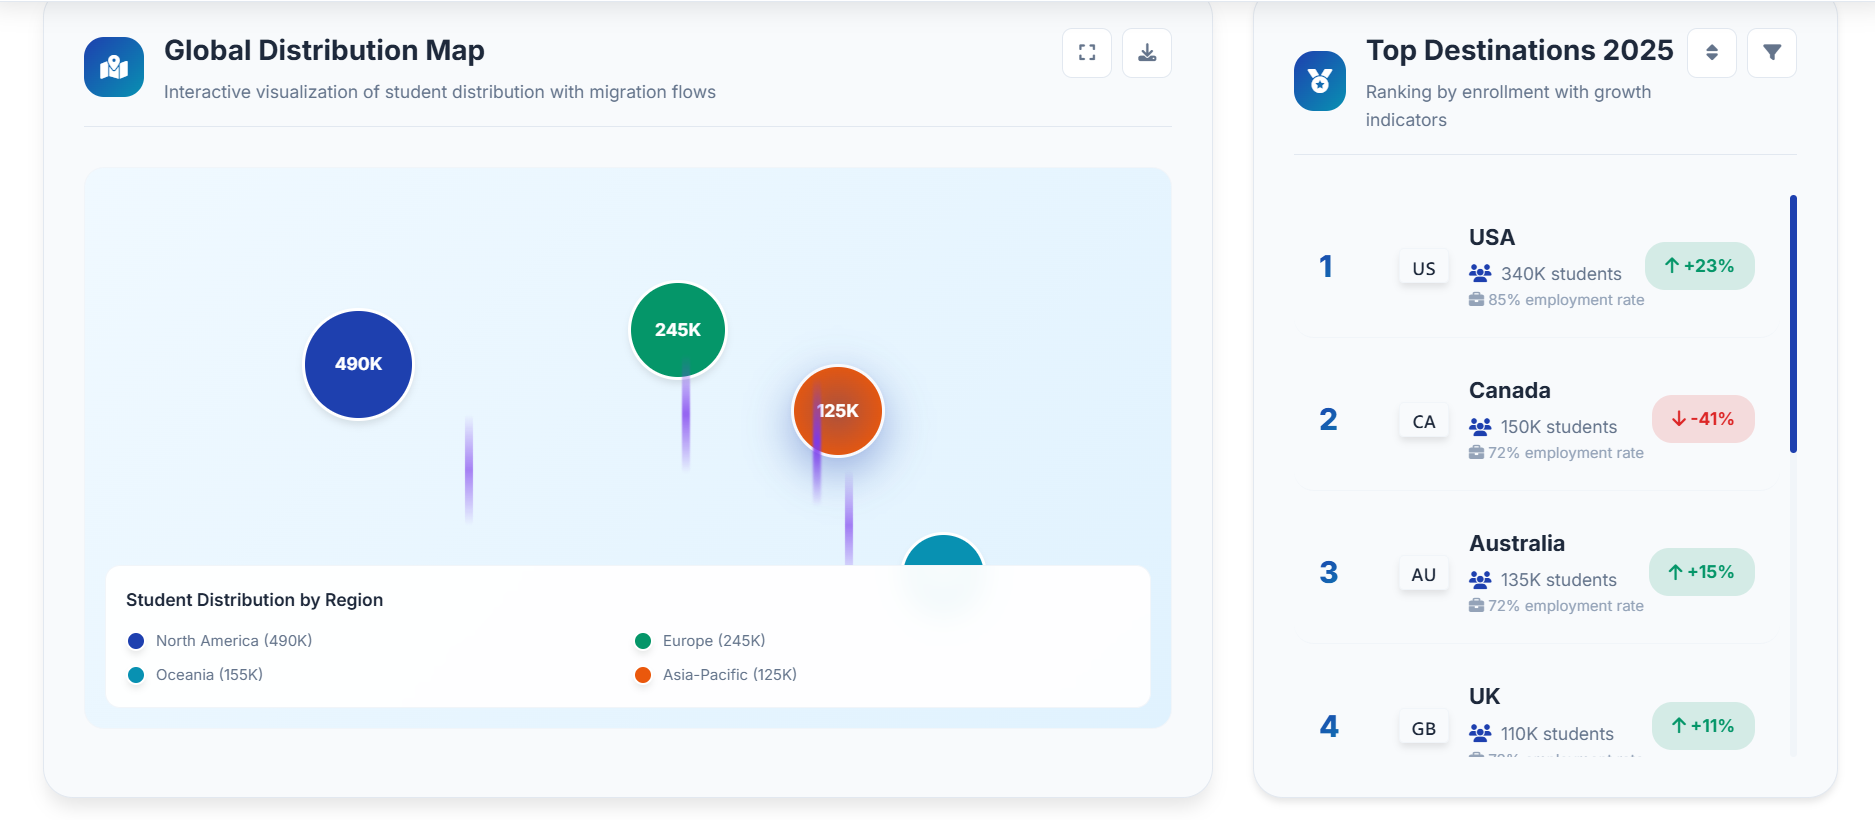 Global Distribution Map
Interactive visualization of student distribution with migration flows
490K
245K
125K
Student Distribution by Region
North America (490K)
Europe (245K)
Oceania (155K)
Asia-Pacific (125K)
Top Destinations 2025
Ranking by enrollment with growth
indicators
1
US
USA
340K students
85% employment rate
+23%
2
CA
Canada
150K students
72% employment rate
-41%
3
AU
Australia
135K students
72% employment rate
+15%
4
GB
UK
110K students
+11%